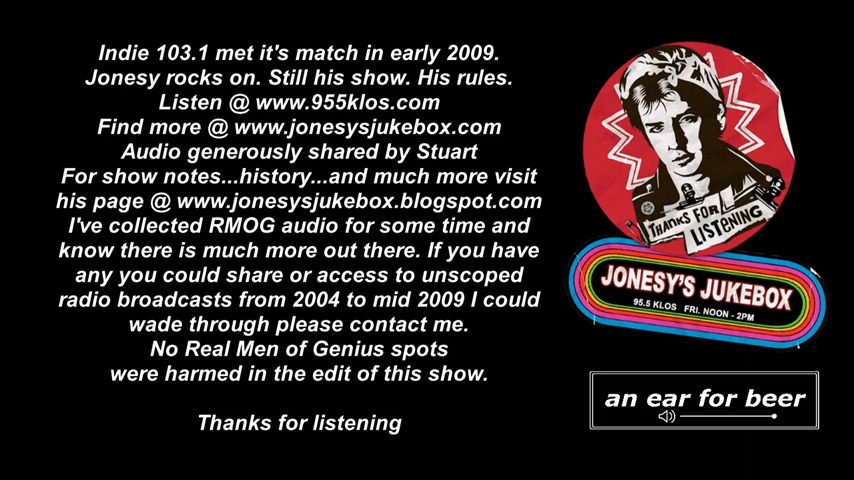 Indie 103.1 met it's match in early 2009.
Jonesy rocks on. Still his show. His rules.
Listen @ www.955klos.com
Find more @ www.jonesysjukebox.com
Audio generously shared by Stuart
For show notes...history...and much more visit
his page @ www.jonesysjukebox.blogspot.com
I've collected RMOG audio for some time and
know there is much more out there. If you have
any you could share or access to unscoped
radio broadcasts from 2004 to mid 2009 I could
wade through please contact me.
No Real Men of Genius spots
were harmed in the edit of this show.
Thanks for listening
THANKS FOR
LISTENING
JONESY'S JUKEBOX
95.5 KLOS FRI. NOON - 2PM
an ear for beer